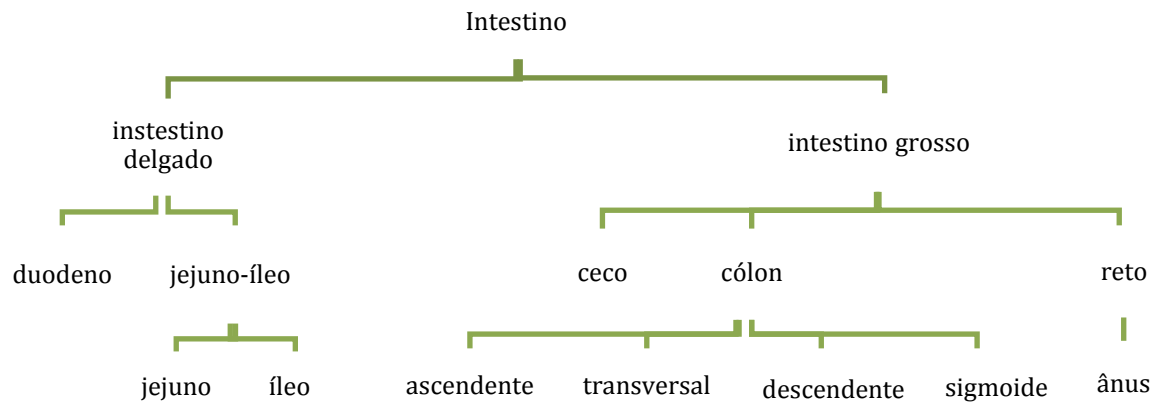 Intestino
instestino
delgado
intestino grosso
duodeno
jejuno-íleo
ceco
cólon
reto
jejuno
íleo
ascendente
transversal
descendente
sigmoide
ânus